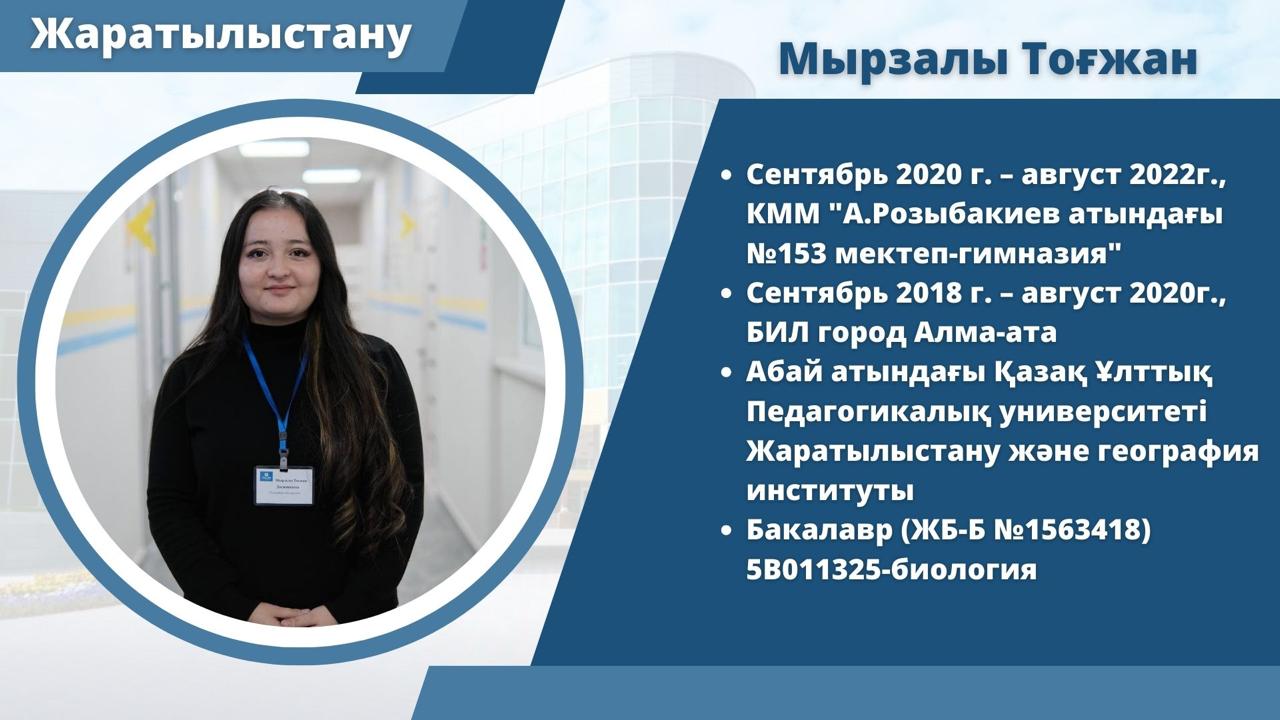 Жаратылыстану
Мырзалы Тоғжан
• Сентябрь 2020 г. – август 2022г.,
КММ "А.Розыбакиев атындағы
№153 мектеп-гимназия"
• Сентябрь 2018 г. – август 2020г.,
БИЛ город Алма-ата
• Абай атындағы Қазақ Ұлттық
Педагогикалық университеті
Жаратылыстану және география
институты
• Бакалавр (ЖБ-Б №1563418)
5В011325-биология